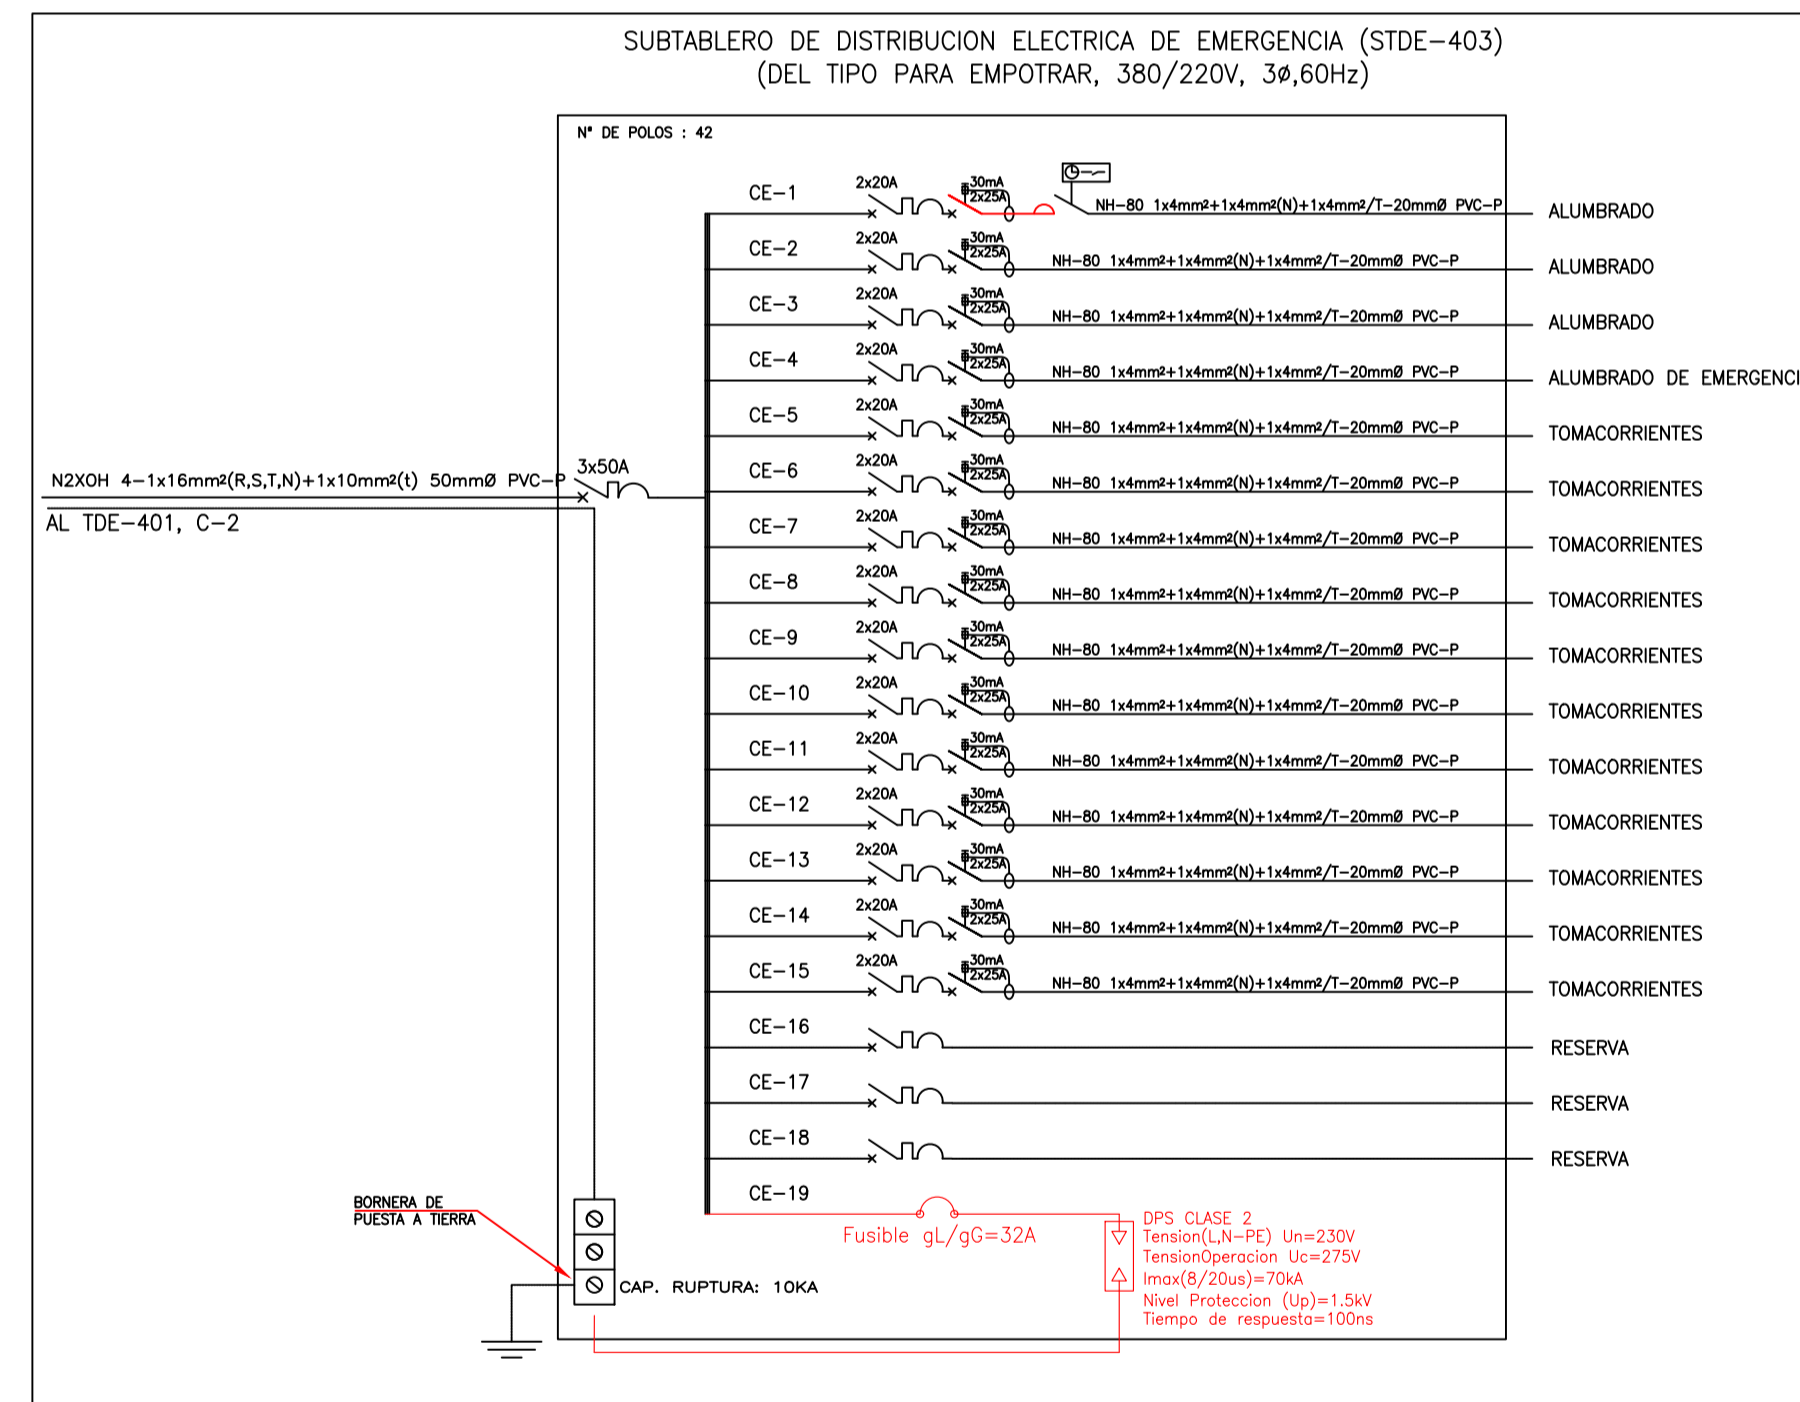 SUBTABLERO DE DISTRIBUCION ELECTRICA DE EMERGENCIA (STDE-403)
(DEL TIPO PARA EMPOTRAR, 380/220V, 3ø,60Hz)
Nº DE POLOS : 42
CE-1 2x20A 30mA 2x25A NH-80 1x4mm²+1x4mm²(N)+1x4mm²/T-20mmØ PVC-P ALUMBRADO
CE-2 2x20A 30mA 2x25A NH-80 1x4mm²+1x4mm²(N)+1x4mm²/T-20mmØ PVC-P ALUMBRADO
CE-3 2x20A 30mA 2x25A NH-80 1x4mm²+1x4mm²(N)+1x4mm²/T-20mmØ PVC-P ALUMBRADO
CE-4 2x20A 30mA 2x25A NH-80 1x4mm²+1x4mm²(N)+1x4mm²/T-20mmØ PVC-P ALUMBRADO DE EMERGENCI
CE-5 2x20A 30mA 2x25A NH-80 1x4mm²+1x4mm²(N)+1x4mm²/T-20mmØ PVC-P TOMACORRIENTES
CE-6 2x20A 30mA 2x25A NH-80 1x4mm²+1x4mm²(N)+1x4mm²/T-20mmØ PVC-P TOMACORRIENTES
N2XOH 4-1x16mm²(R,S,T,N)+1x10mm²(t) 50mmØ PVC-P 3x50A
AL TDE-401, C-2
CE-7 2x20A 30mA 2x25A NH-80 1x4mm²+1x4mm²(N)+1x4mm²/T-20mmØ PVC-P TOMACORRIENTES
CE-8 2x20A 30mA 2x25A NH-80 1x4mm²+1x4mm²(N)+1x4mm²/T-20mmØ PVC-P TOMACORRIENTES
CE-9 2x20A 30mA 2x25A NH-80 1x4mm²+1x4mm²(N)+1x4mm²/T-20mmØ PVC-P TOMACORRIENTES
CE-10 2x20A 30mA 2x25A NH-80 1x4mm²+1x4mm²(N)+1x4mm²/T-20mmØ PVC-P TOMACORRIENTES
CE-11 2x20A 30mA 2x25A NH-80 1x4mm²+1x4mm²(N)+1x4mm²/T-20mmØ PVC-P TOMACORRIENTES
CE-12 2x20A 30mA 2x25A NH-80 1x4mm²+1x4mm²(N)+1x4mm²/T-20mmØ PVC-P TOMACORRIENTES
CE-13 2x20A 30mA 2x25A NH-80 1x4mm²+1x4mm²(N)+1x4mm²/T-20mmØ PVC-P TOMACORRIENTES
CE-14 2x20A 30mA 2x25A NH-80 1x4mm²+1x4mm²(N)+1x4mm²/T-20mmØ PVC-P TOMACORRIENTES
CE-15 2x20A 30mA 2x25A NH-80 1x4mm²+1x4mm²(N)+1x4mm²/T-20mmØ PVC-P TOMACORRIENTES
CE-16 RESERVA
CE-17 RESERVA
CE-18 RESERVA
CE-19
Fusible gL/gG=32A
BORNERA DE
PUESTA A TIERRA
CAP. RUPTURA: 10KA
DPS CLASE 2
Tension(L,N-PE) Un=230V
TensionOperacion Uc=275V
Imax(8/20us)=70kA
Nivel Proteccion (Up)=1.5kV
Tiempo de respuesta=100ns